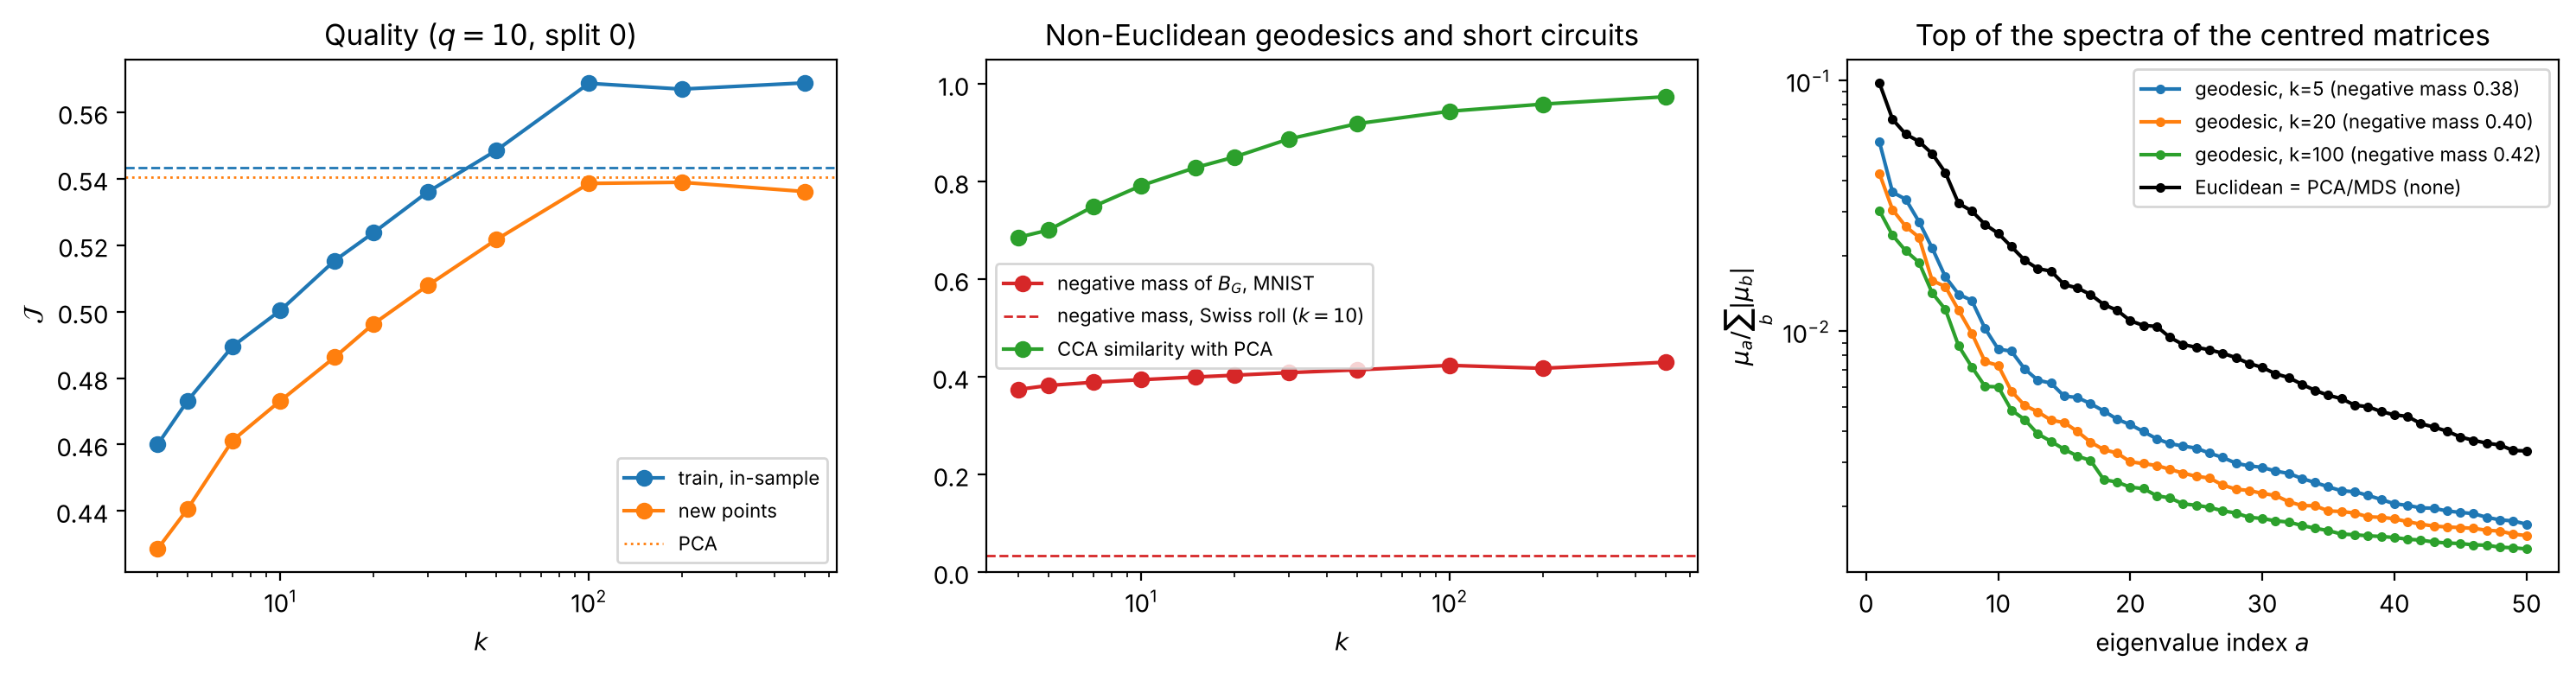 Quality (q = 10, split 0)
0.56
0.54
0.52
0.50
0.48
0.46
0.44
𝒥
train, in-sample
new points
PCA
10¹
10²
k
Non-Euclidean geodesics and short circuits
1.0
0.8
0.6
0.4
0.2
0.0
negative mass of B_G, MNIST
negative mass, Swiss roll (k = 10)
CCA similarity with PCA
10¹
10²
k
Top of the spectra of the centred matrices
10⁻¹
10⁻²
μₐ/∑_b|μ_b|
geodesic, k=5 (negative mass 0.38)
geodesic, k=20 (negative mass 0.40)
geodesic, k=100 (negative mass 0.42)
Euclidean = PCA/MDS (none)
0
10
20
30
40
50
eigenvalue index a